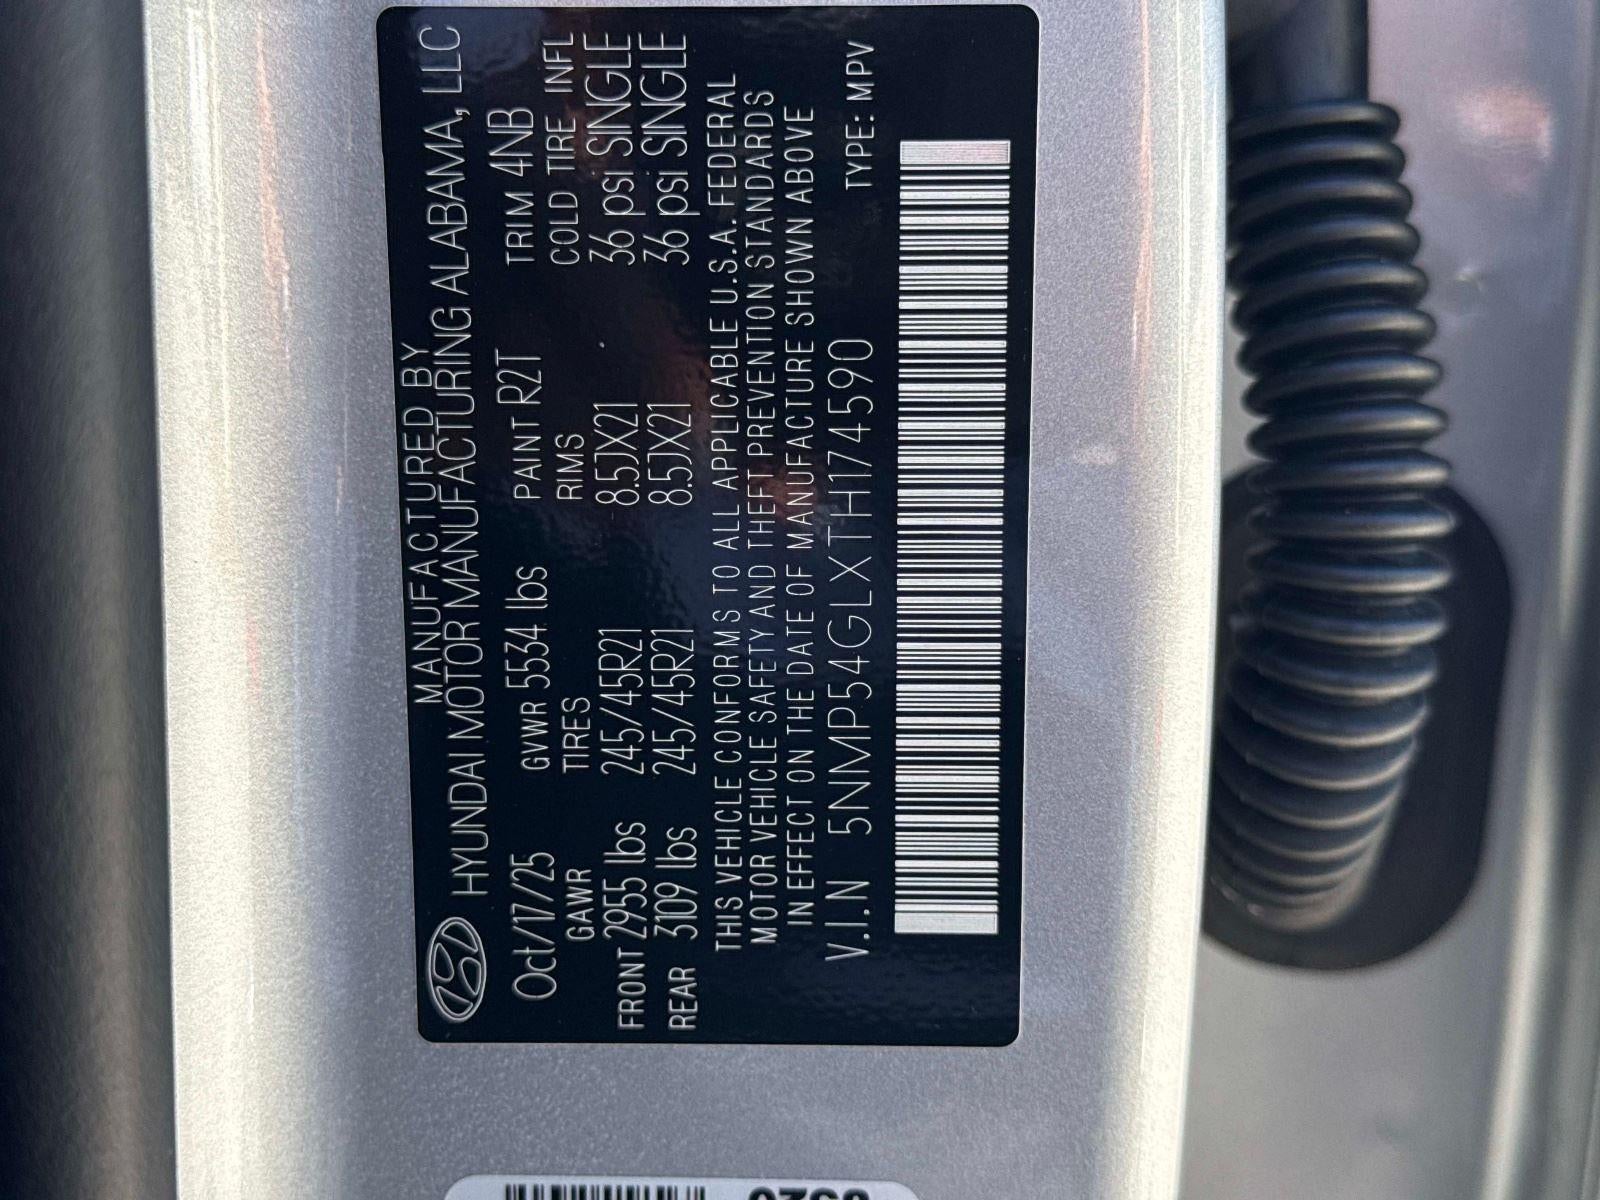 MANUFACTURED BY
HYUNDAI MOTOR MANUFACTURING ALABAMA, LLC
Oct/17/25 GVWR 5534 lbs PAINT R2T TRIM 4NB
GAWR TIRES RIMS COLD TIRE INFL
FRONT 2955 lbs 245/45R21 8.5JX21 36 psi SINGLE
REAR 3109 lbs 245/45R21 8.5JX21 36 psi SINGLE
THIS VEHICLE CONFORMS TO ALL APPLICABLE U.S.A. FEDERAL
MOTOR VEHICLE SAFETY AND THEFT PREVENTION STANDARDS
IN EFFECT ON THE DATE OF MANUFACTURE SHOWN ABOVE
V.I.N 5NMP54GLXTH174590 TYPE: MPV